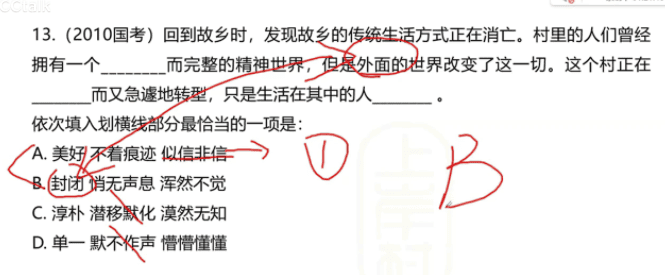 CCtalk
13.（2010国考）回到故乡时，发现故乡的传统生活方式正在消亡。村里的人们曾经
拥有一个________而完整的精神世界，但是外面的世界改变了这一切。这个村正在
________而又急遽地转型，只是生活在其中的人________ 。
依次填入划横线部分最恰当的一项是：
A. 美好 不着痕迹 似信非信
① B
B. 封闭 悄无声息 浑然不觉
C. 淳朴 潜移默化 漠然无知
D. 单一 默不作声 懵懵懂懂
上岸村